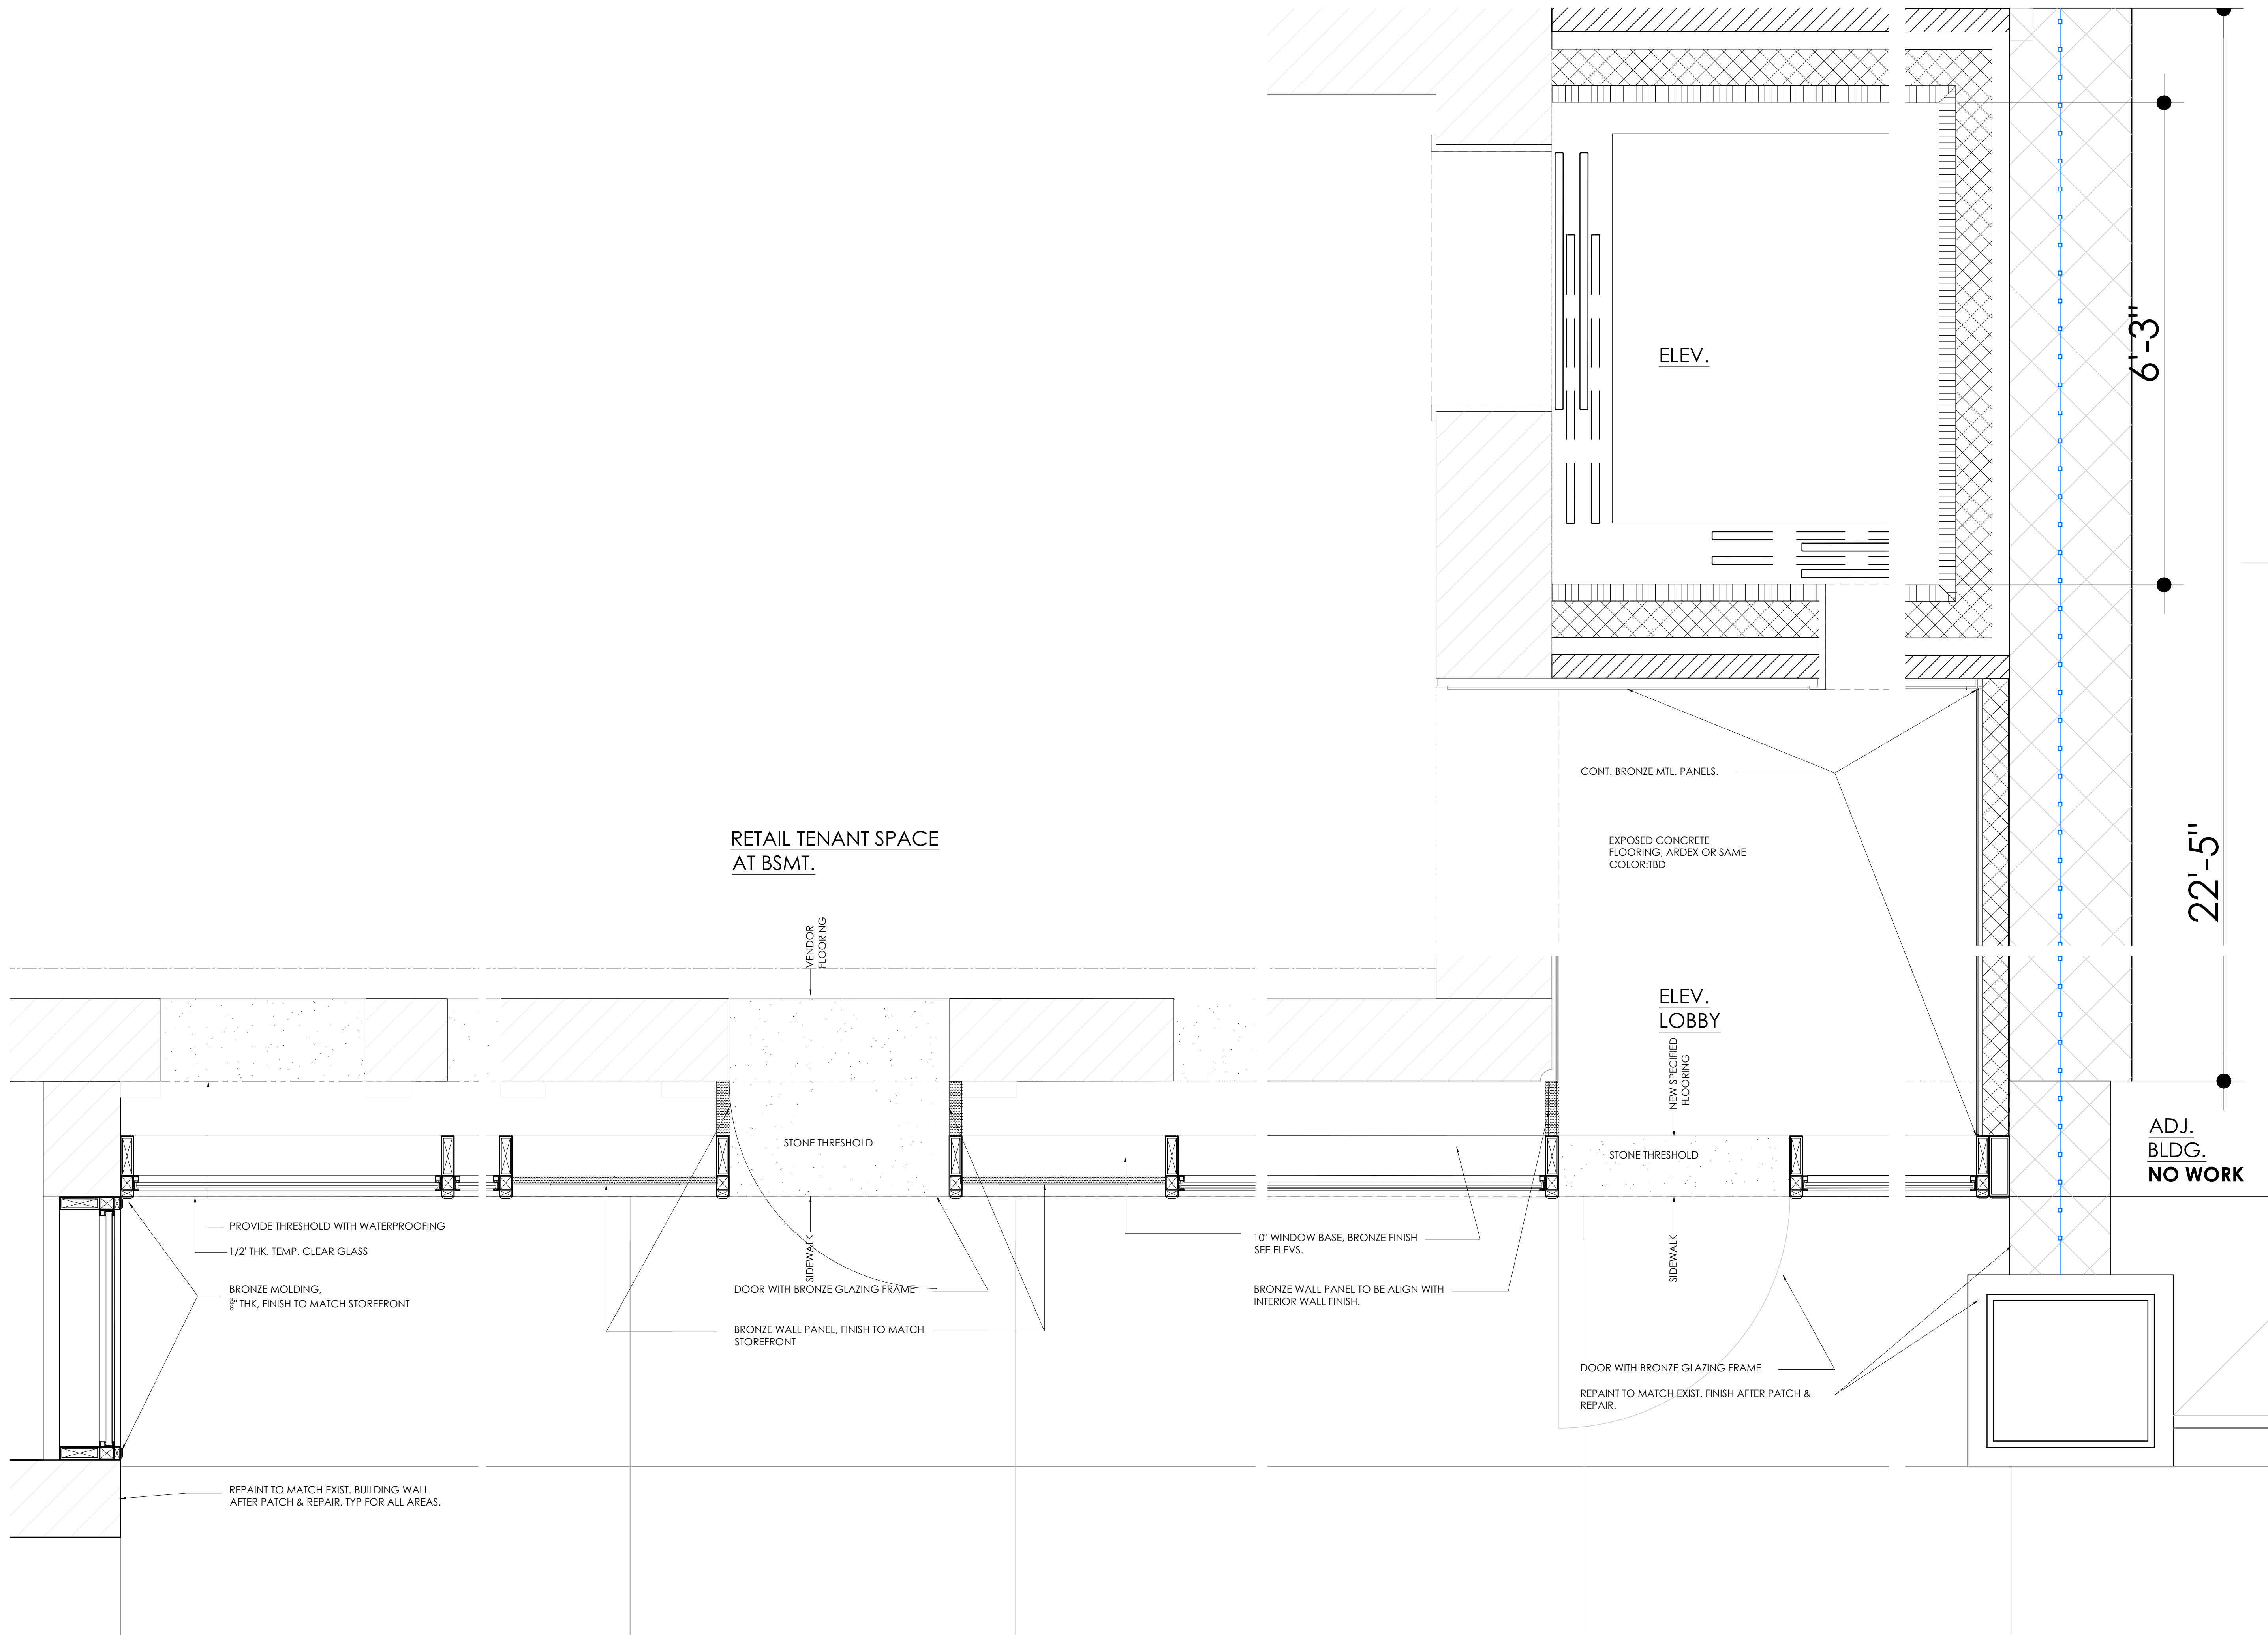 ELEV.
6'-3"
CONT. BRONZE MTL. PANELS.
EXPOSED CONCRETE
FLOORING, ARDEX OR SAME
COLOR:TBD
22'-5"
RETAIL TENANT SPACE
AT BSMT.
VENDOR
FLOORING
ELEV.
LOBBY
NEW SPECIFIED
FLOORING
STONE THRESHOLD
STONE THRESHOLD
ADJ.
BLDG.
NO WORK
PROVIDE THRESHOLD WITH WATERPROOFING
1/2' THK. TEMP. CLEAR GLASS
BRONZE MOLDING,
" THK, FINISH TO MATCH STOREFRONT
SIDEWALK
DOOR WITH BRONZE GLAZING FRAME
BRONZE WALL PANEL, FINISH TO MATCH
STOREFRONT
10" WINDOW BASE, BRONZE FINISH
SEE ELEVS.
BRONZE WALL PANEL TO BE ALIGN WITH
INTERIOR WALL FINISH.
SIDEWALK
DOOR WITH BRONZE GLAZING FRAME
REPAINT TO MATCH EXIST. FINISH AFTER PATCH &
REPAIR.
REPAINT TO MATCH EXIST. BUILDING WALL
AFTER PATCH & REPAIR, TYP FOR ALL AREAS.